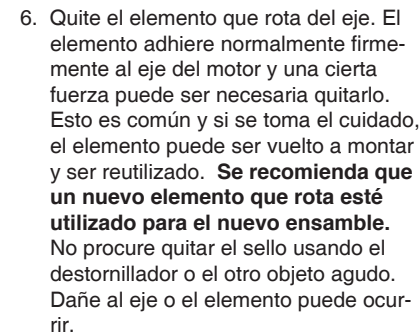 6. Quite el elemento que rota del eje. El
elemento adhiere normalmente firme-
mente al eje del motor y una cierta
fuerza puede ser necesaria quitarlo.
Esto es común y si se toma el cuidado,
el elemento puede ser vuelto a montar
y ser reutilizado. Se recomienda que
un nuevo elemento que rota esté
utilizado para el nuevo ensamble.
No procure quitar el sello usando el
destornillador o el otro objeto agudo.
Dañe al eje o el elemento puede ocur-
rir.